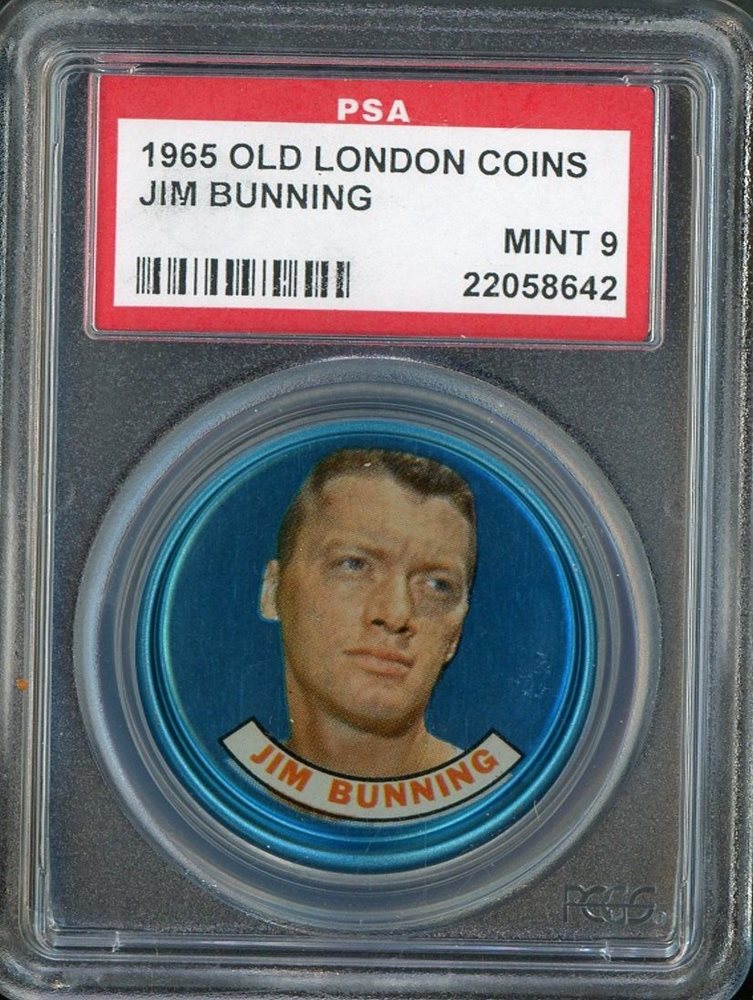 PSA
1965 OLD LONDON COINS
JIM BUNNING
MINT 9
22058642
JIM BUNNING
PCGS